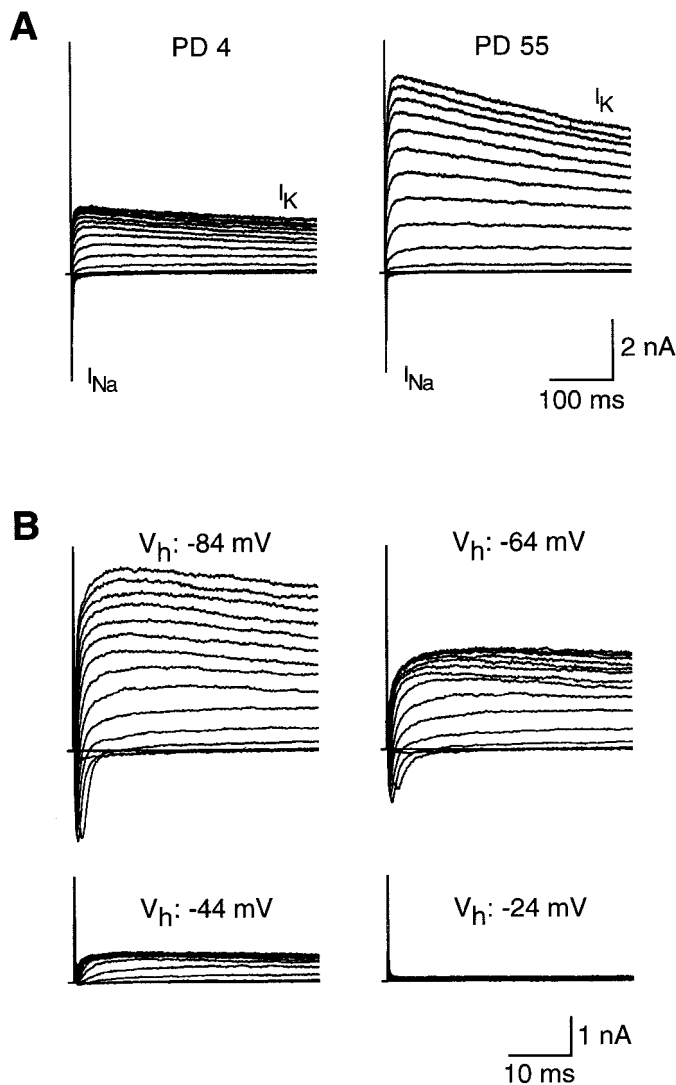 A
PD 4
PD 55
IK
IK
INa
INa
2 nA
100 ms
B
Vh: -84 mV
Vh: -64 mV
Vh: -44 mV
Vh: -24 mV
1 nA
10 ms